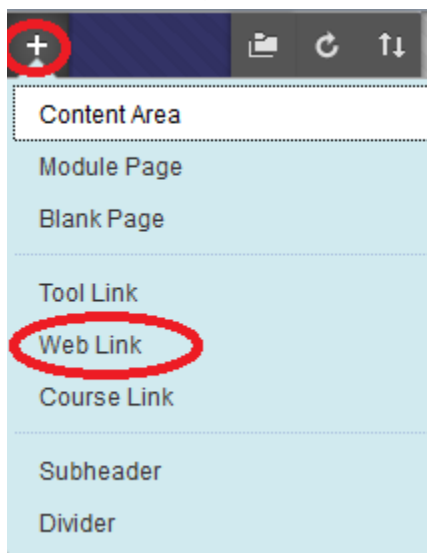 Content Area
Module Page
Blank Page
Tool Link
Web Link
Course Link
Subheader
Divider